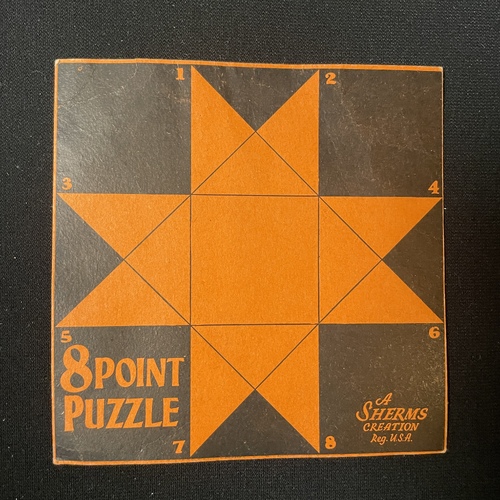 1 2
3 4
5 6
8 POINT
PUZZLE
A
SHERMS
CREATION
Reg. U.S.A.
7 8